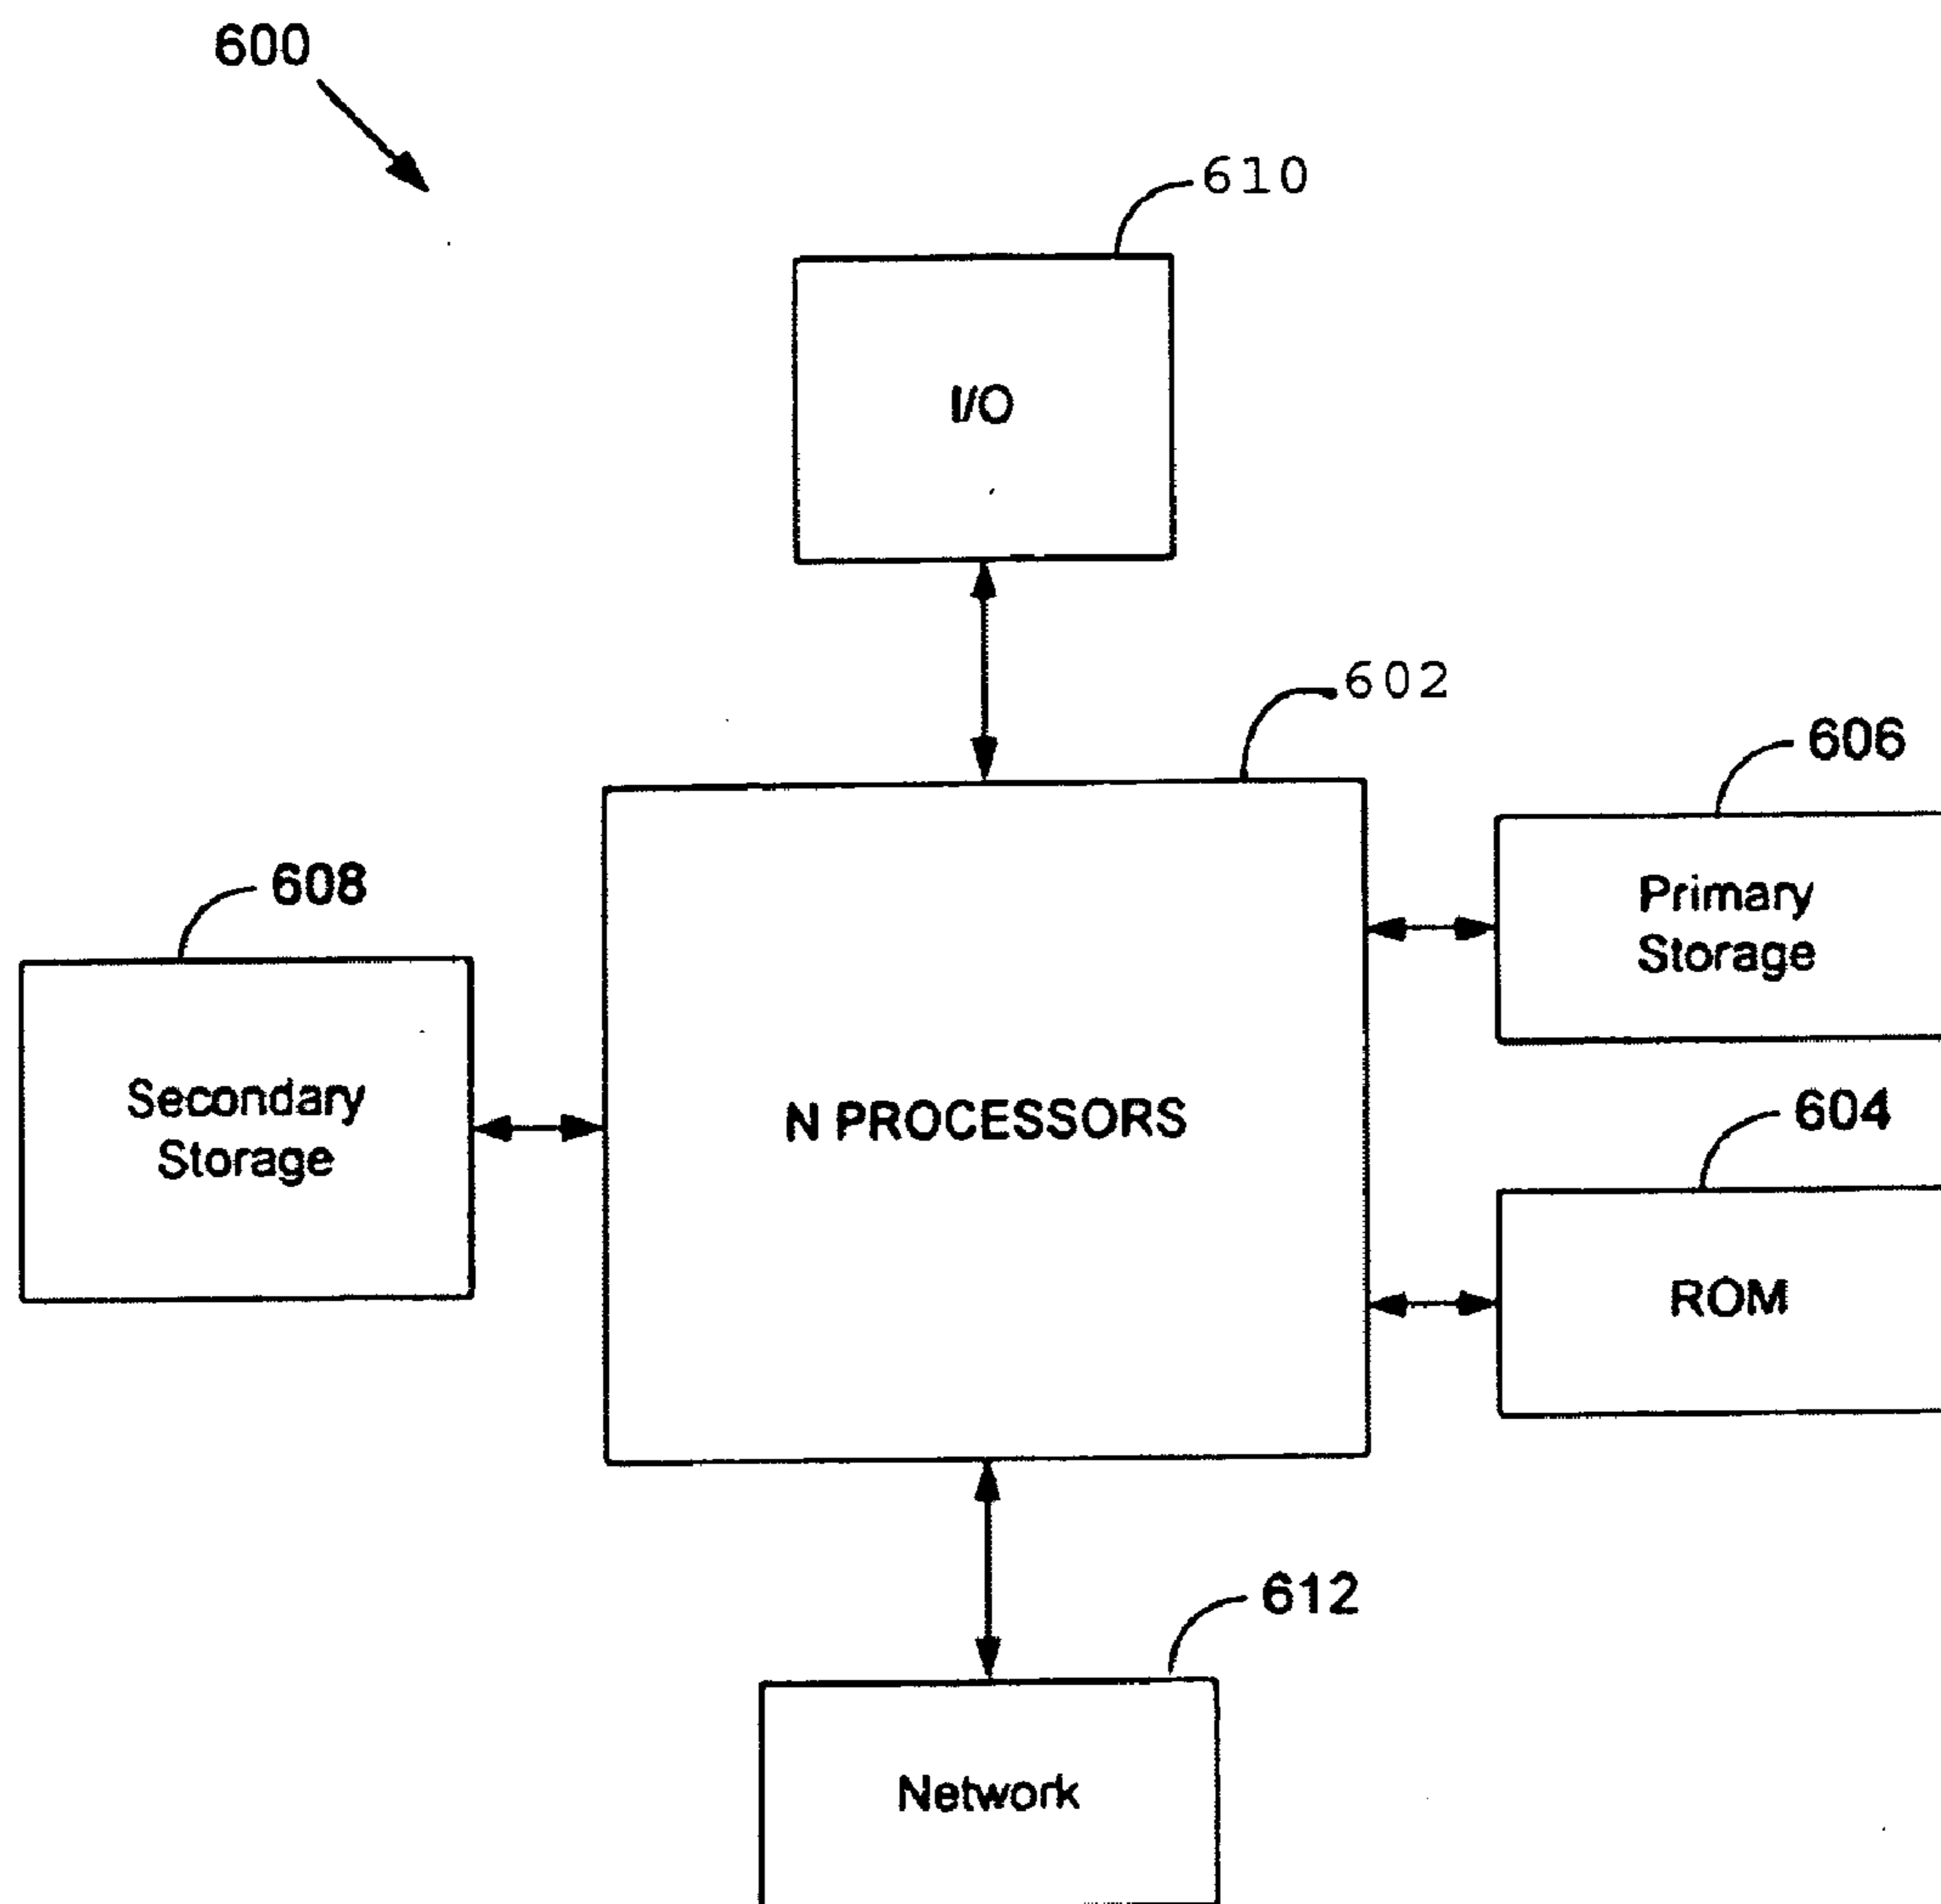 600
610
I/O
602
606
Primary
Storage
608
Secondary
Storage
N PROCESSORS
604
ROM
612
Network